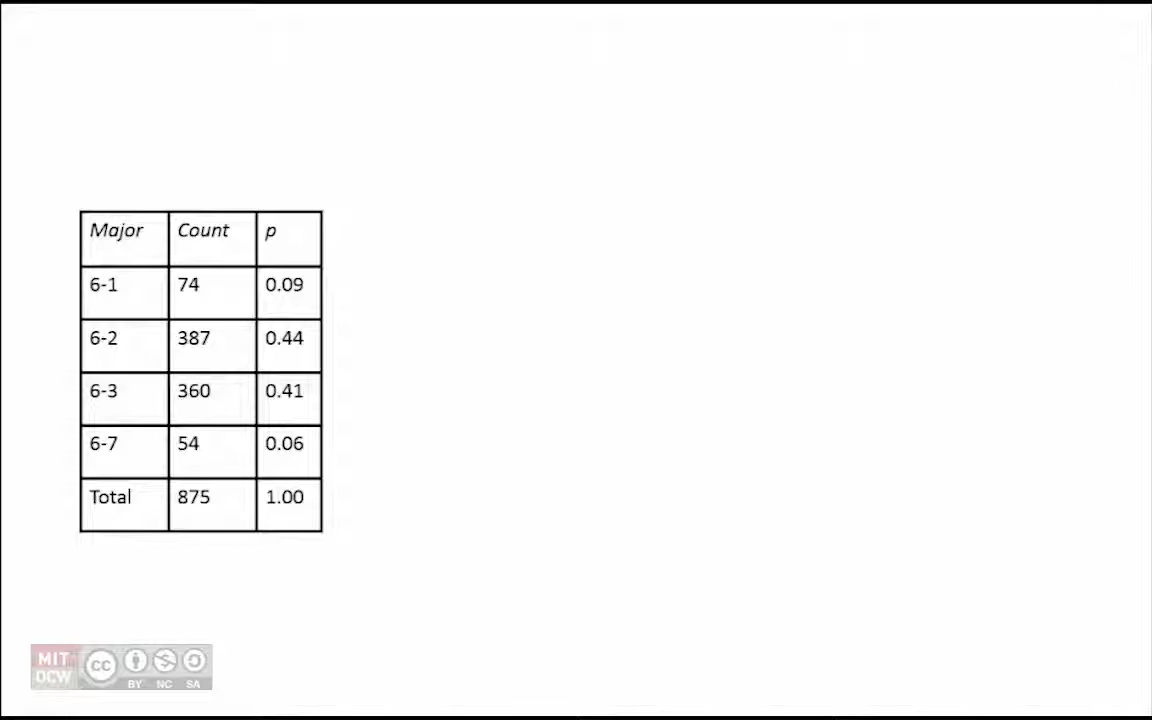 Major Count p
6-1 74 0.09
6-2 387 0.44
6-3 360 0.41
6-7 54 0.06
Total 875 1.00
MIT OCW CC BY NC SA